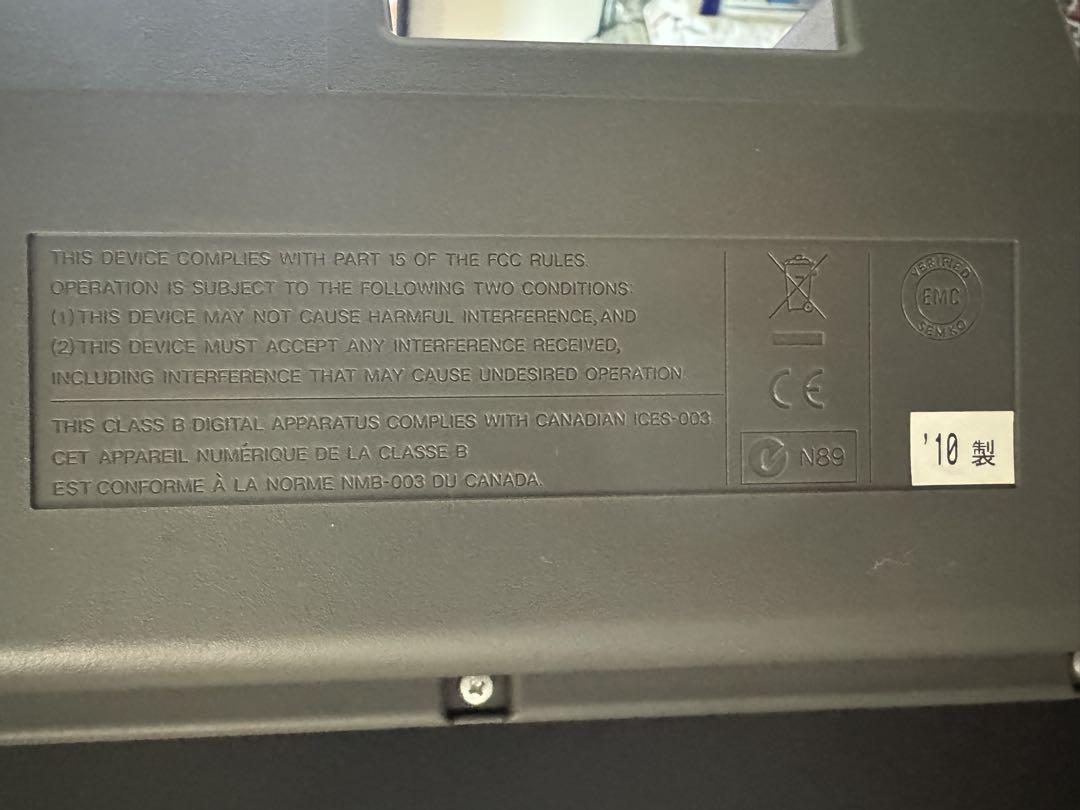 THIS DEVICE COMPLIES WITH PART 15 OF THE FCC RULES.
OPERATION IS SUBJECT TO THE FOLLOWING TWO CONDITIONS:
(1) THIS DEVICE MAY NOT CAUSE HARMFUL INTERFERENCE, AND
(2) THIS DEVICE MUST ACCEPT ANY INTERFERENCE RECEIVED,
INCLUDING INTERFERENCE THAT MAY CAUSE UNDESIRED OPERATION.
THIS CLASS B DIGITAL APPARATUS COMPLIES WITH CANADIAN ICES-003.
CET APPAREIL NUMÉRIQUE DE LA CLASSE B
EST CONFORME À LA NORME NMB-003 DU CANADA.
CE
N89
VERIFIED
EMC
SEMKO
'10 製